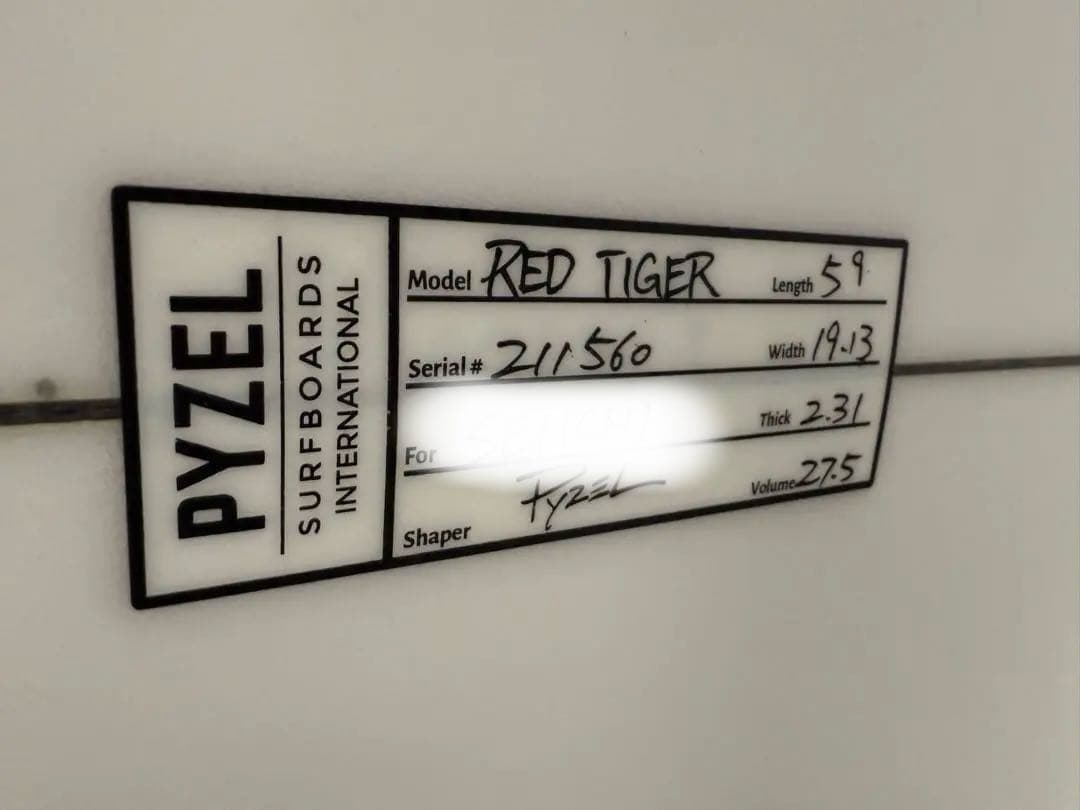 PYZEL
SURFBOARDS
INTERNATIONAL
Model RED TIGER Length 5 9
Serial # 211560 Width 19.13
For Thick 2.31
Shaper PYZEL Volume 27.5